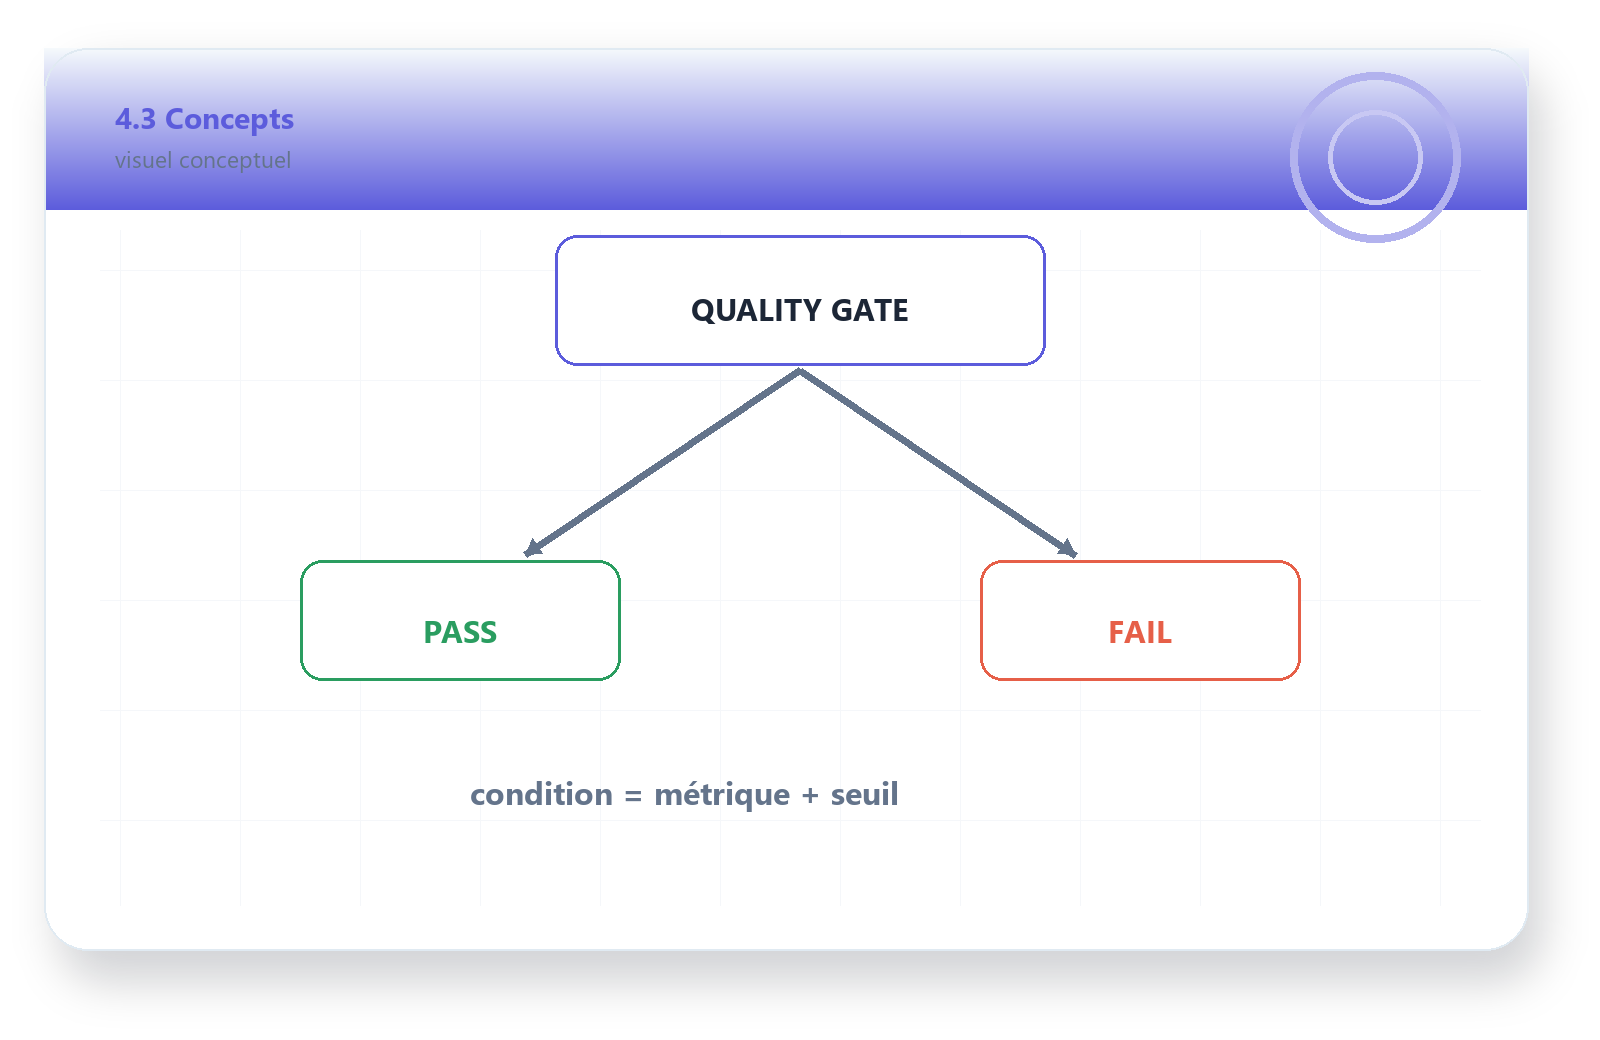 4.3 Concepts
visuel conceptuel
QUALITY GATE
PASS
FAIL
condition = métrique + seuil